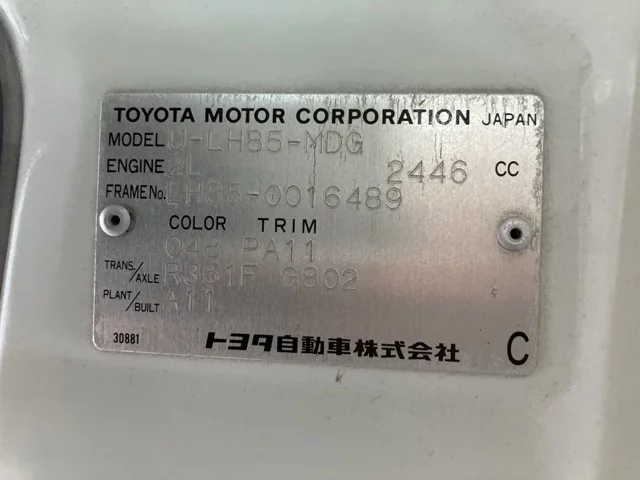 TOYOTA MOTOR CORPORATION JAPAN
MODEL U-LH85-MDG
ENGINE 2L 2446 CC
FRAME No. LH85-0016489
COLOR TRIM
045 PA11
TRANS./AXLE R351F G802
PLANT/BUILT A11
30881 トヨタ自動車株式会社 C